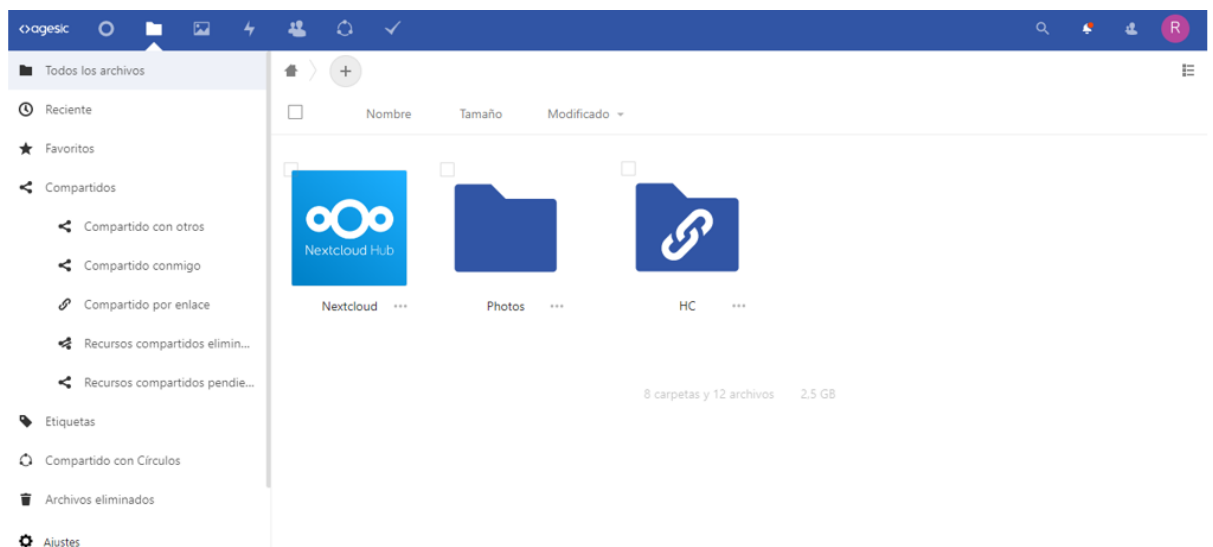 agesic
R
Todos los archivos
Reciente
Favoritos
Compartidos
Compartido con otros
Compartido conmigo
Compartido por enlace
Recursos compartidos elimin...
Recursos compartidos pendie...
Etiquetas
Compartido con Círculos
Archivos eliminados
Ajustes
Nombre Tamaño Modificado
Nextcloud Hub
Nextcloud ... Photos ... HC ...
8 carpetas y 12 archivos 2,5 GB